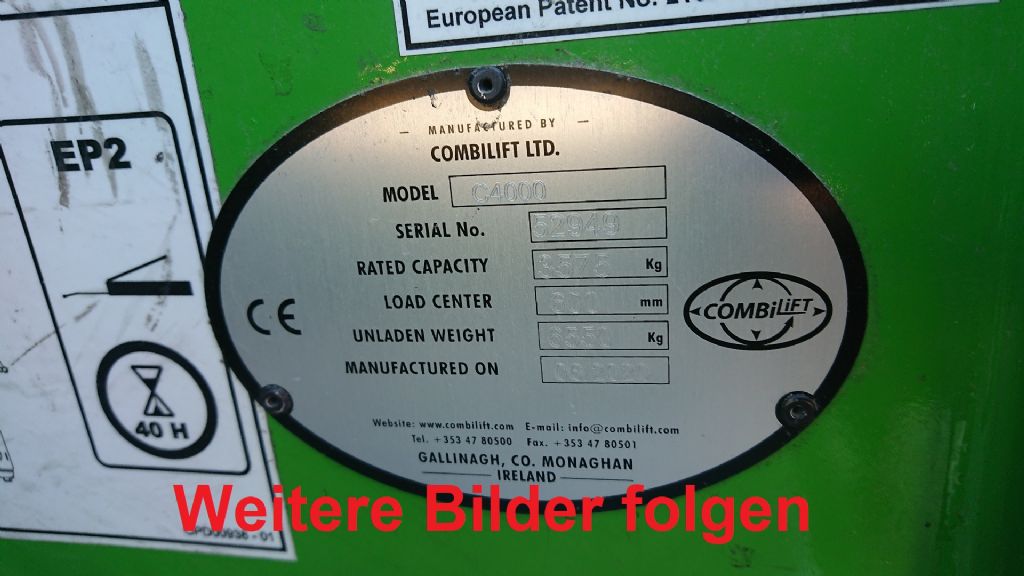 European Patent No.
EP2
40 H
MANUFACTURED BY
COMBILIFT LTD.
MODEL C4000
SERIAL No. 52949
RATED CAPACITY Kg
LOAD CENTER mm
UNLADEN WEIGHT Kg
MANUFACTURED ON
CE
COMBiLiFT
Website: www.combilift.com E-mail: info@combilift.com
Tel. +353 47 80500 Fax. +353 47 80501
GALLINAGH, CO. MONAGHAN
IRELAND
Weitere Bilder folgen